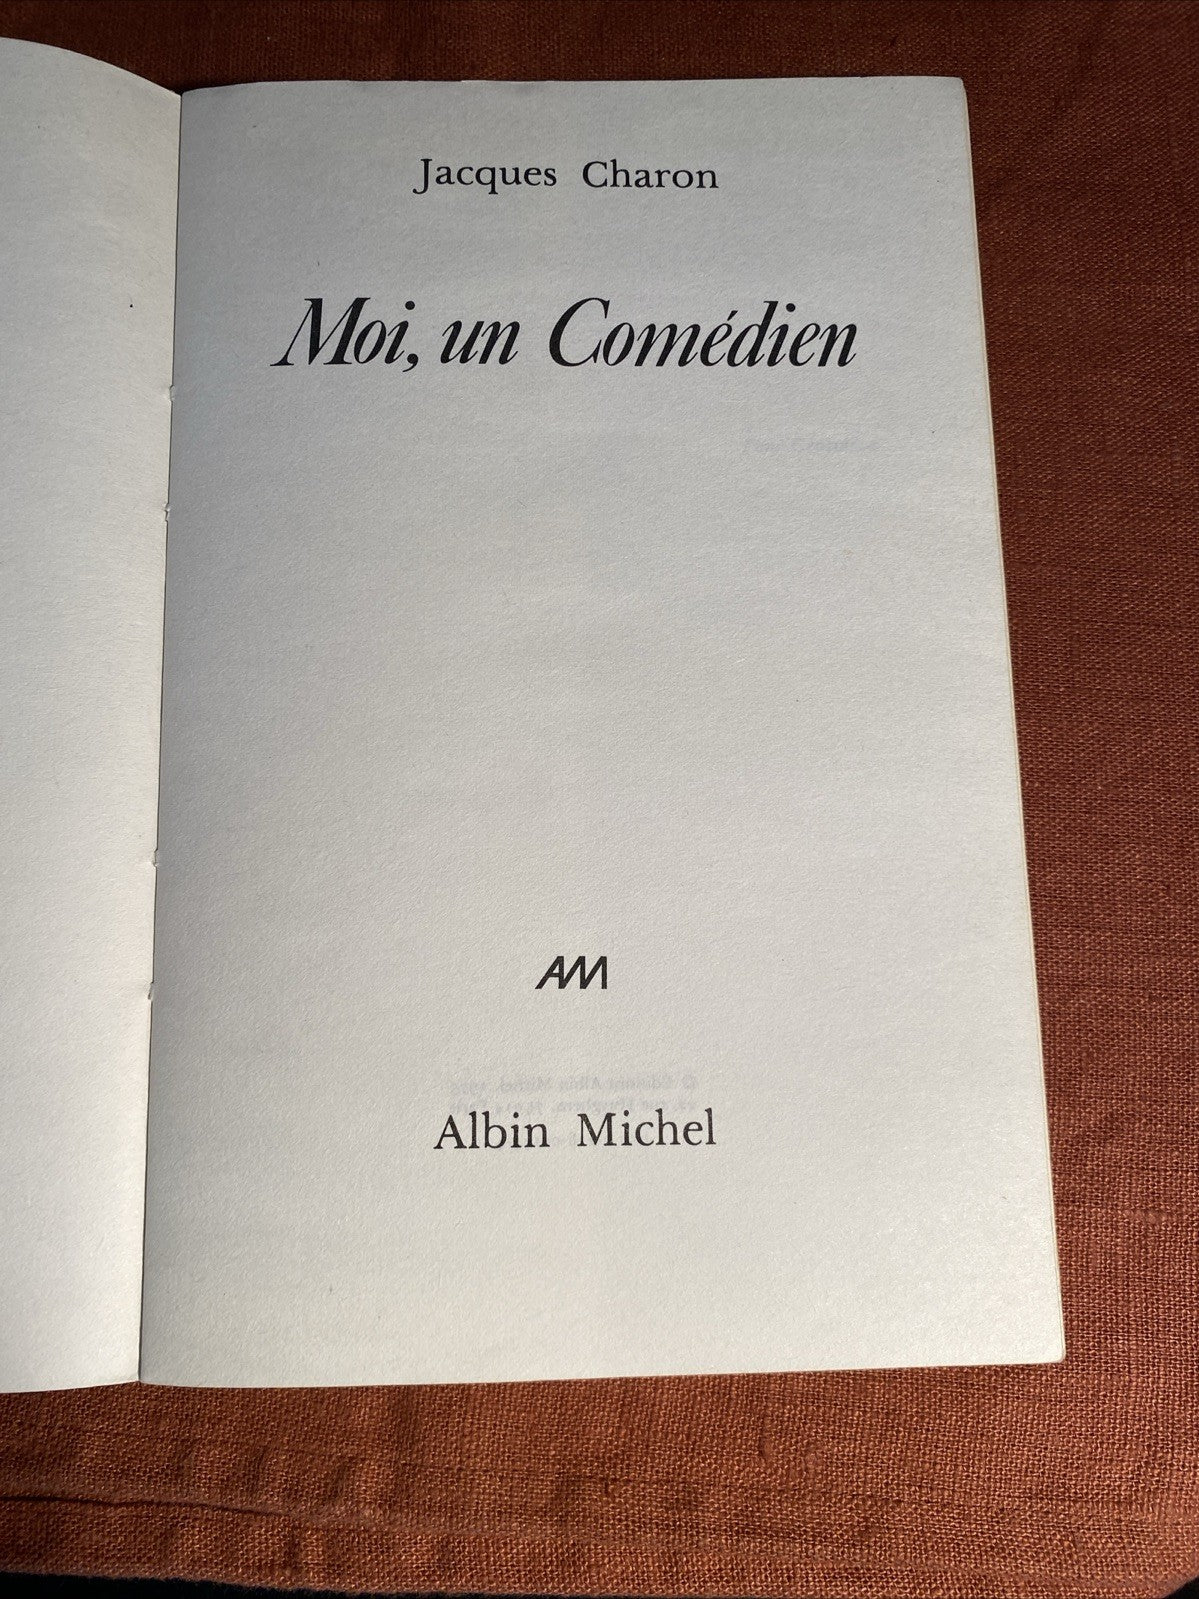 Jacques Charon
Moi, un Comédien
AM
Albin Michel